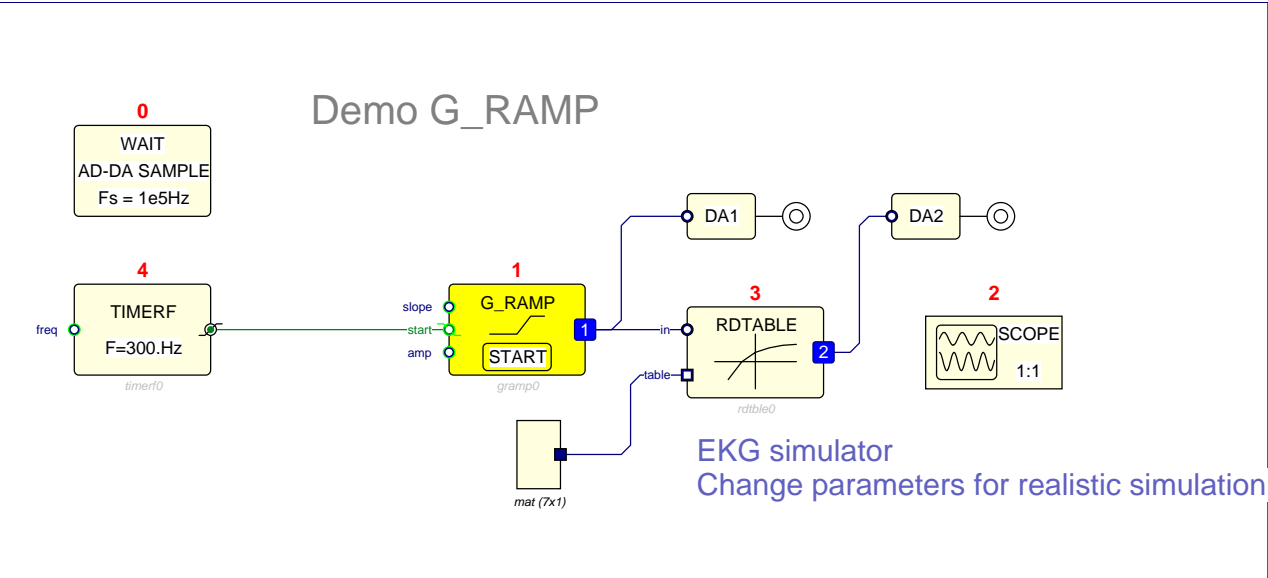 Demo G_RAMP
0
WAIT
AD-DA SAMPLE
Fs = 1e5Hz
DA1
DA2
4
TIMERF
F=300.Hz
freq
timerf0
1
G_RAMP
START
slope
start
amp
1
gramp0
3
RDTABLE
in
table
2
rdtble0
2
SCOPE
1:1
mat (7x1)
EKG simulator
Change parameters for realistic simulation